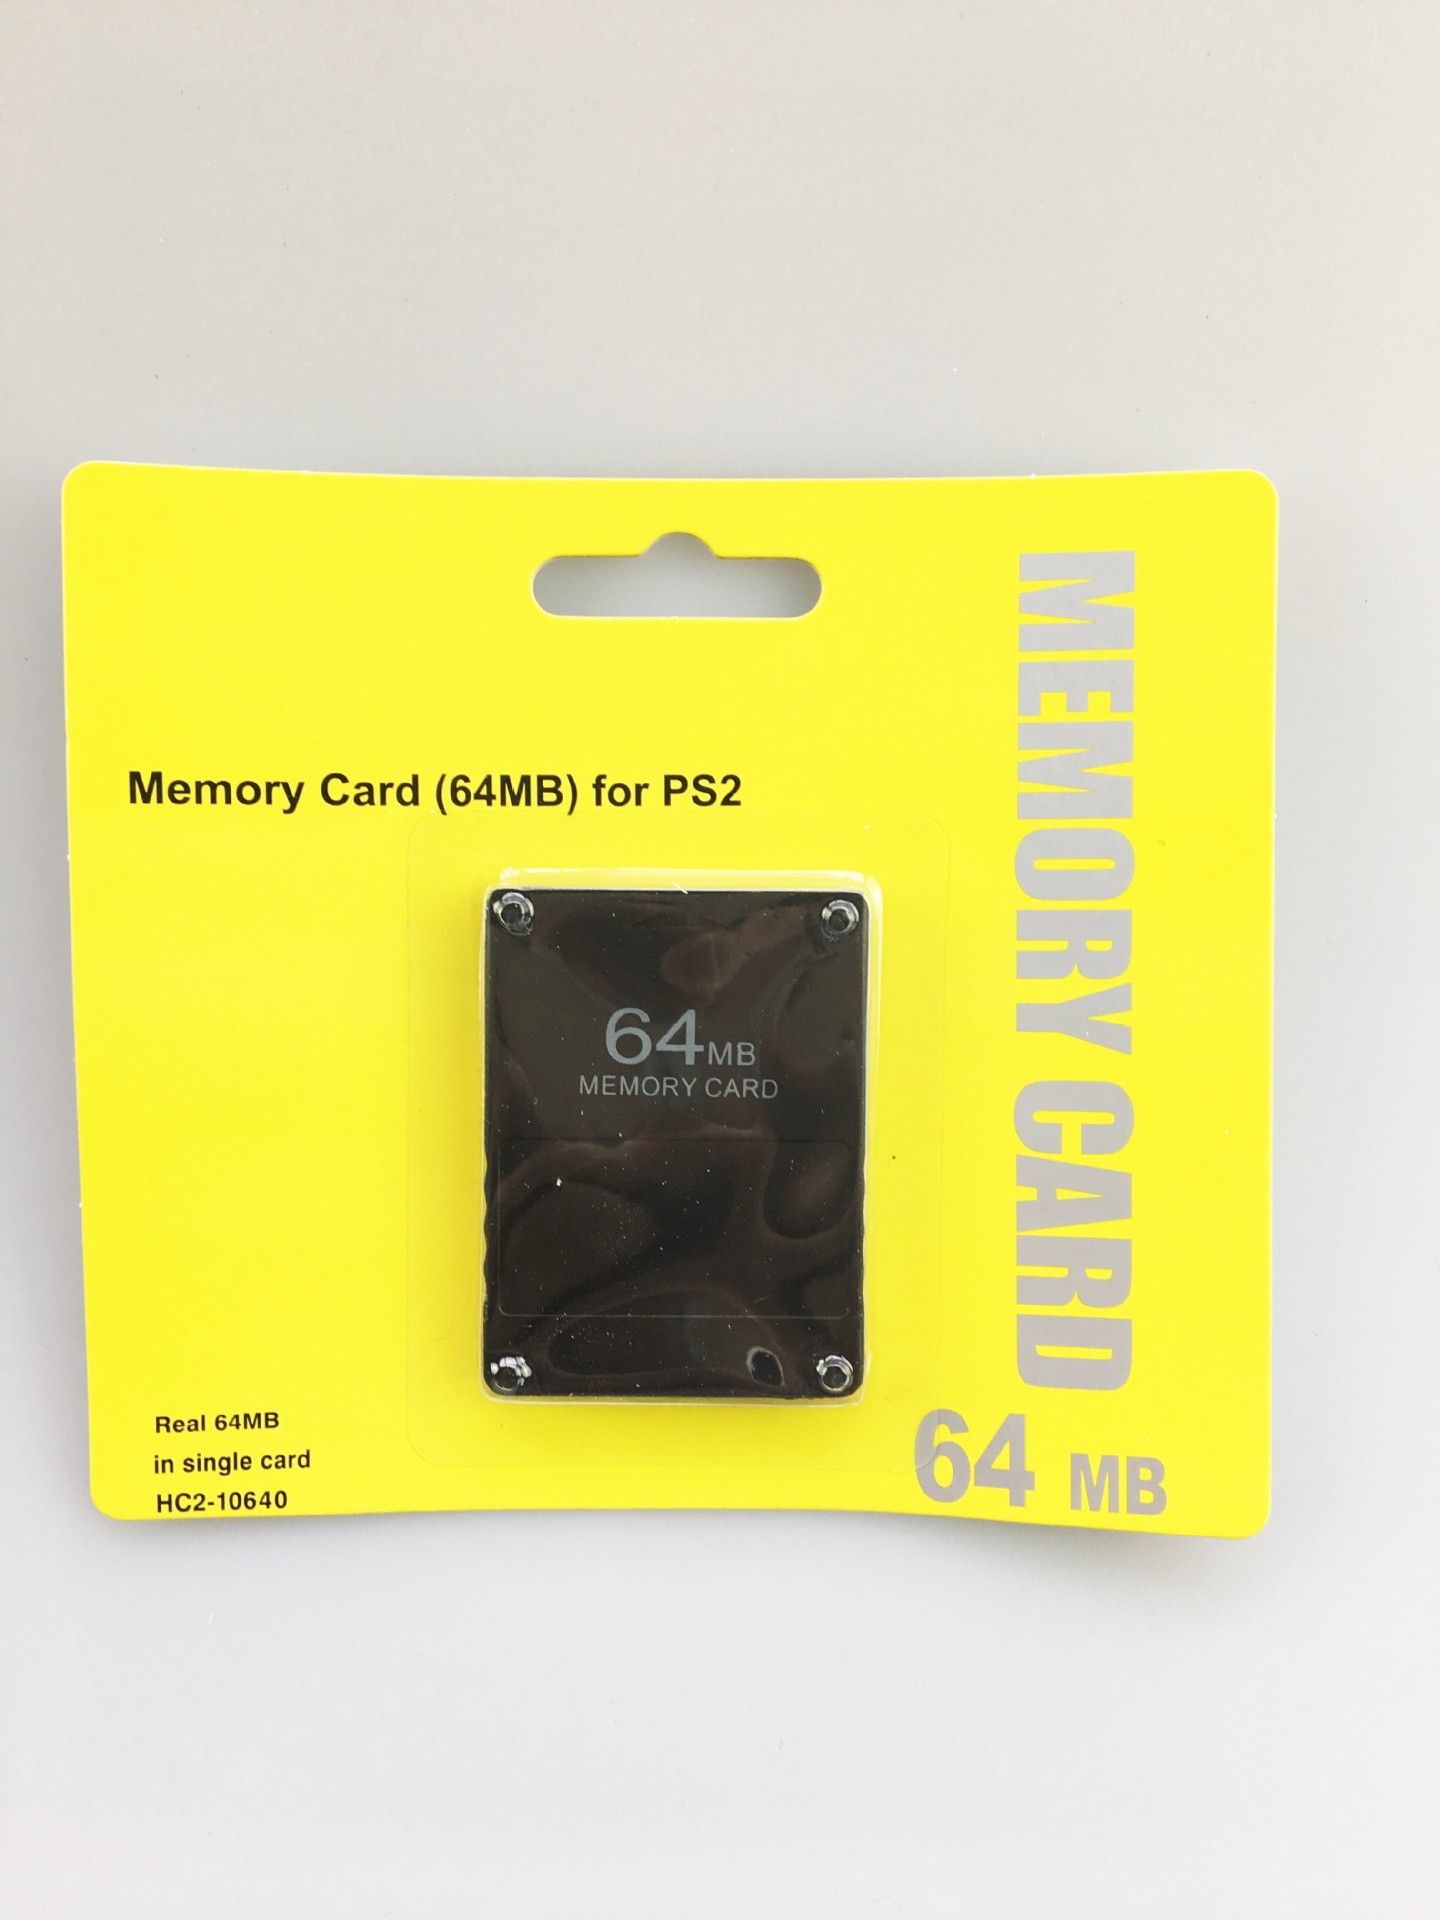 Memory Card (64MB) for PS2
MEMORY CARD
64 MB
64MB
MEMORY CARD
Real 64MB
in single card
HC2-10640